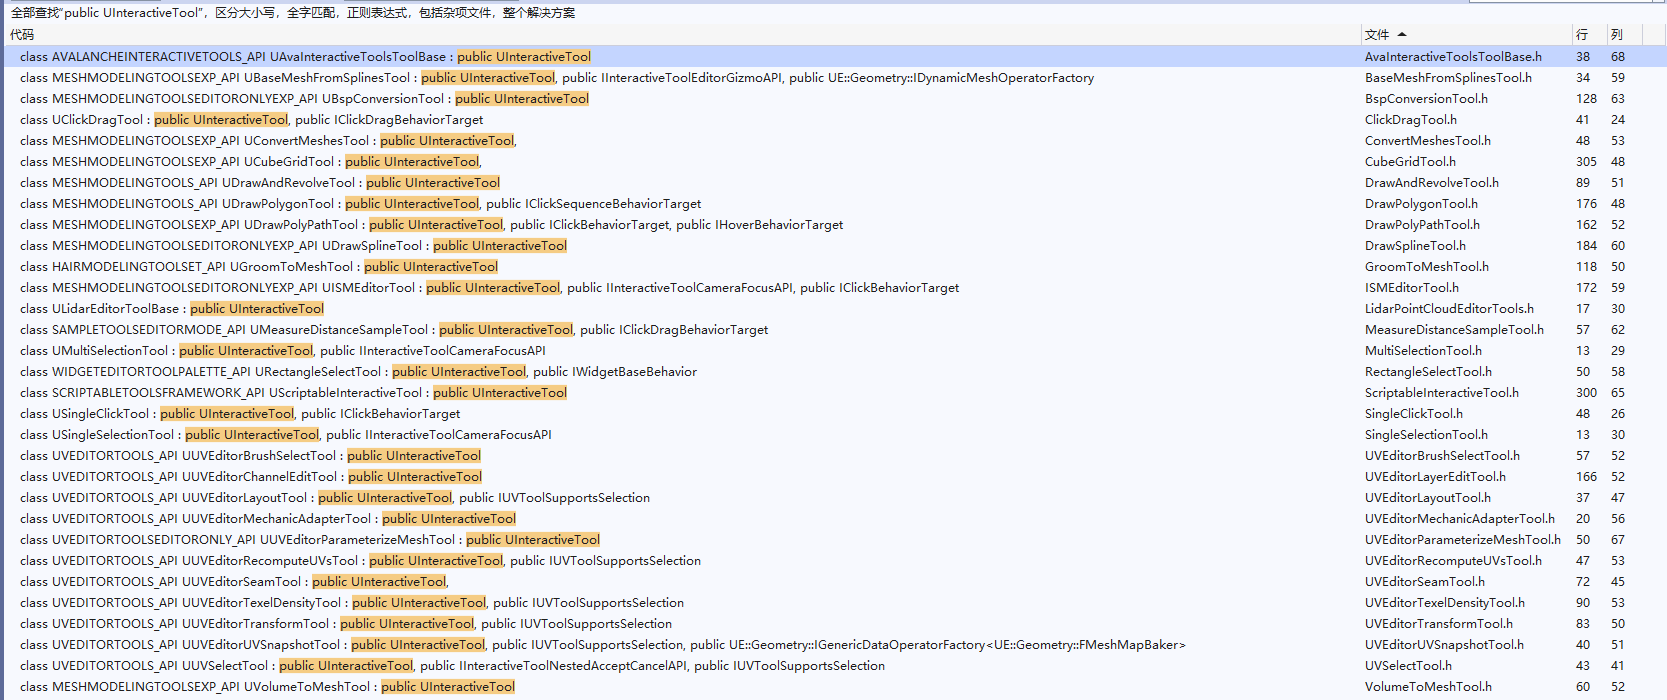 全部查找“public UInteractiveTool”，区分大小写，全字匹配，正则表达式，包括杂项文件，整个解决方案
代码 文件 行 列
class AVALANCHEINTERACTIVETOOLS_API UAvaInteractiveToolsToolBase : public UInteractiveTool AvaInteractiveToolsToolBase.h 38 68
class MESHMODELINGTOOLSEXP_API UBaseMeshFromSplinesTool : public UInteractiveTool, public IInteractiveToolEditorGizmoAPI, public UE::Geometry::IDynamicMeshOperatorFactory BaseMeshFromSplinesTool.h 34 59
class MESHMODELINGTOOLSEDITORONLYEXP_API UBspConversionTool : public UInteractiveTool BspConversionTool.h 128 63
class UClickDragTool : public UInteractiveTool, public IClickDragBehaviorTarget ClickDragTool.h 41 24
class MESHMODELINGTOOLSEXP_API UConvertMeshesTool : public UInteractiveTool, ConvertMeshesTool.h 48 53
class MESHMODELINGTOOLSEXP_API UCubeGridTool : public UInteractiveTool, CubeGridTool.h 305 48
class MESHMODELINGTOOLS_API UDrawAndRevolveTool : public UInteractiveTool DrawAndRevolveTool.h 89 51
class MESHMODELINGTOOLS_API UDrawPolygonTool : public UInteractiveTool, public IClickSequenceBehaviorTarget DrawPolygonTool.h 176 48
class MESHMODELINGTOOLSEXP_API UDrawPolyPathTool : public UInteractiveTool, public IClickBehaviorTarget, public IHoverBehaviorTarget DrawPolyPathTool.h 162 52
class MESHMODELINGTOOLSEDITORONLYEXP_API UDrawSplineTool : public UInteractiveTool DrawSplineTool.h 184 60
class HAIRMODELINGTOOLSET_API UGroomToMeshTool : public UInteractiveTool GroomToMeshTool.h 118 50
class MESHMODELINGTOOLSEDITORONLYEXP_API UISMEditorTool : public UInteractiveTool, public IInteractiveToolCameraFocusAPI, public IClickBehaviorTarget ISMEditorTool.h 172 59
class ULidarEditorToolBase : public UInteractiveTool LidarPointCloudEditorTools.h 17 30
class SAMPLETOOLSEDITORMODE_API UMeasureDistanceSampleTool : public UInteractiveTool, public IClickDragBehaviorTarget MeasureDistanceSampleTool.h 57 62
class UMultiSelectionTool : public UInteractiveTool, public IInteractiveToolCameraFocusAPI MultiSelectionTool.h 13 29
class WIDGETEDITORTOOLPALETTE_API URectangleSelectTool : public UInteractiveTool, public IWidgetBaseBehavior RectangleSelectTool.h 50 58
class SCRIPTABLETOOLSFRAMEWORK_API UScriptableInteractiveTool : public UInteractiveTool ScriptableInteractiveTool.h 300 65
class USingleClickTool : public UInteractiveTool, public IClickBehaviorTarget SingleClickTool.h 48 26
class USingleSelectionTool : public UInteractiveTool, public IInteractiveToolCameraFocusAPI SingleSelectionTool.h 13 30
class UVEDITORTOOLS_API UUVEditorBrushSelectTool : public UInteractiveTool UVEditorBrushSelectTool.h 57 52
class UVEDITORTOOLS_API UUVEditorChannelEditTool : public UInteractiveTool UVEditorLayerEditTool.h 166 52
class UVEDITORTOOLS_API UUVEditorLayoutTool : public UInteractiveTool, public IUVToolSupportsSelection UVEditorLayoutTool.h 37 47
class UVEDITORTOOLS_API UUVEditorMechanicAdapterTool : public UInteractiveTool UVEditorMechanicAdapterTool.h 20 56
class UVEDITORTOOLSEDITORONLY_API UUVEditorParameterizeMeshTool : public UInteractiveTool UVEditorParameterizeMeshTool.h 50 67
class UVEDITORTOOLS_API UUVEditorRecomputeUVsTool : public UInteractiveTool, public IUVToolSupportsSelection UVEditorRecomputeUVsTool.h 47 53
class UVEDITORTOOLS_API UUVEditorSeamTool : public UInteractiveTool, UVEditorSeamTool.h 72 45
class UVEDITORTOOLS_API UUVEditorTexelDensityTool : public UInteractiveTool, public IUVToolSupportsSelection UVEditorTexelDensityTool.h 90 53
class UVEDITORTOOLS_API UUVEditorTransformTool : public UInteractiveTool, public IUVToolSupportsSelection UVEditorTransformTool.h 83 50
class UVEDITORTOOLS_API UUVEditorUVSnapshotTool : public UInteractiveTool, public IUVToolSupportsSelection, public UE::Geometry::IGenericDataOperatorFactory<UE::Geometry::FMeshMapBaker> UVEditorUVSnapshotTool.h 40 51
class UVEDITORTOOLS_API UUVSelectTool : public UInteractiveTool, public IInteractiveToolNestedAcceptCancelAPI, public IUVToolSupportsSelection UVSelectTool.h 43 41
class MESHMODELINGTOOLSEXP_API UVolumeToMeshTool : public UInteractiveTool VolumeToMeshTool.h 60 52